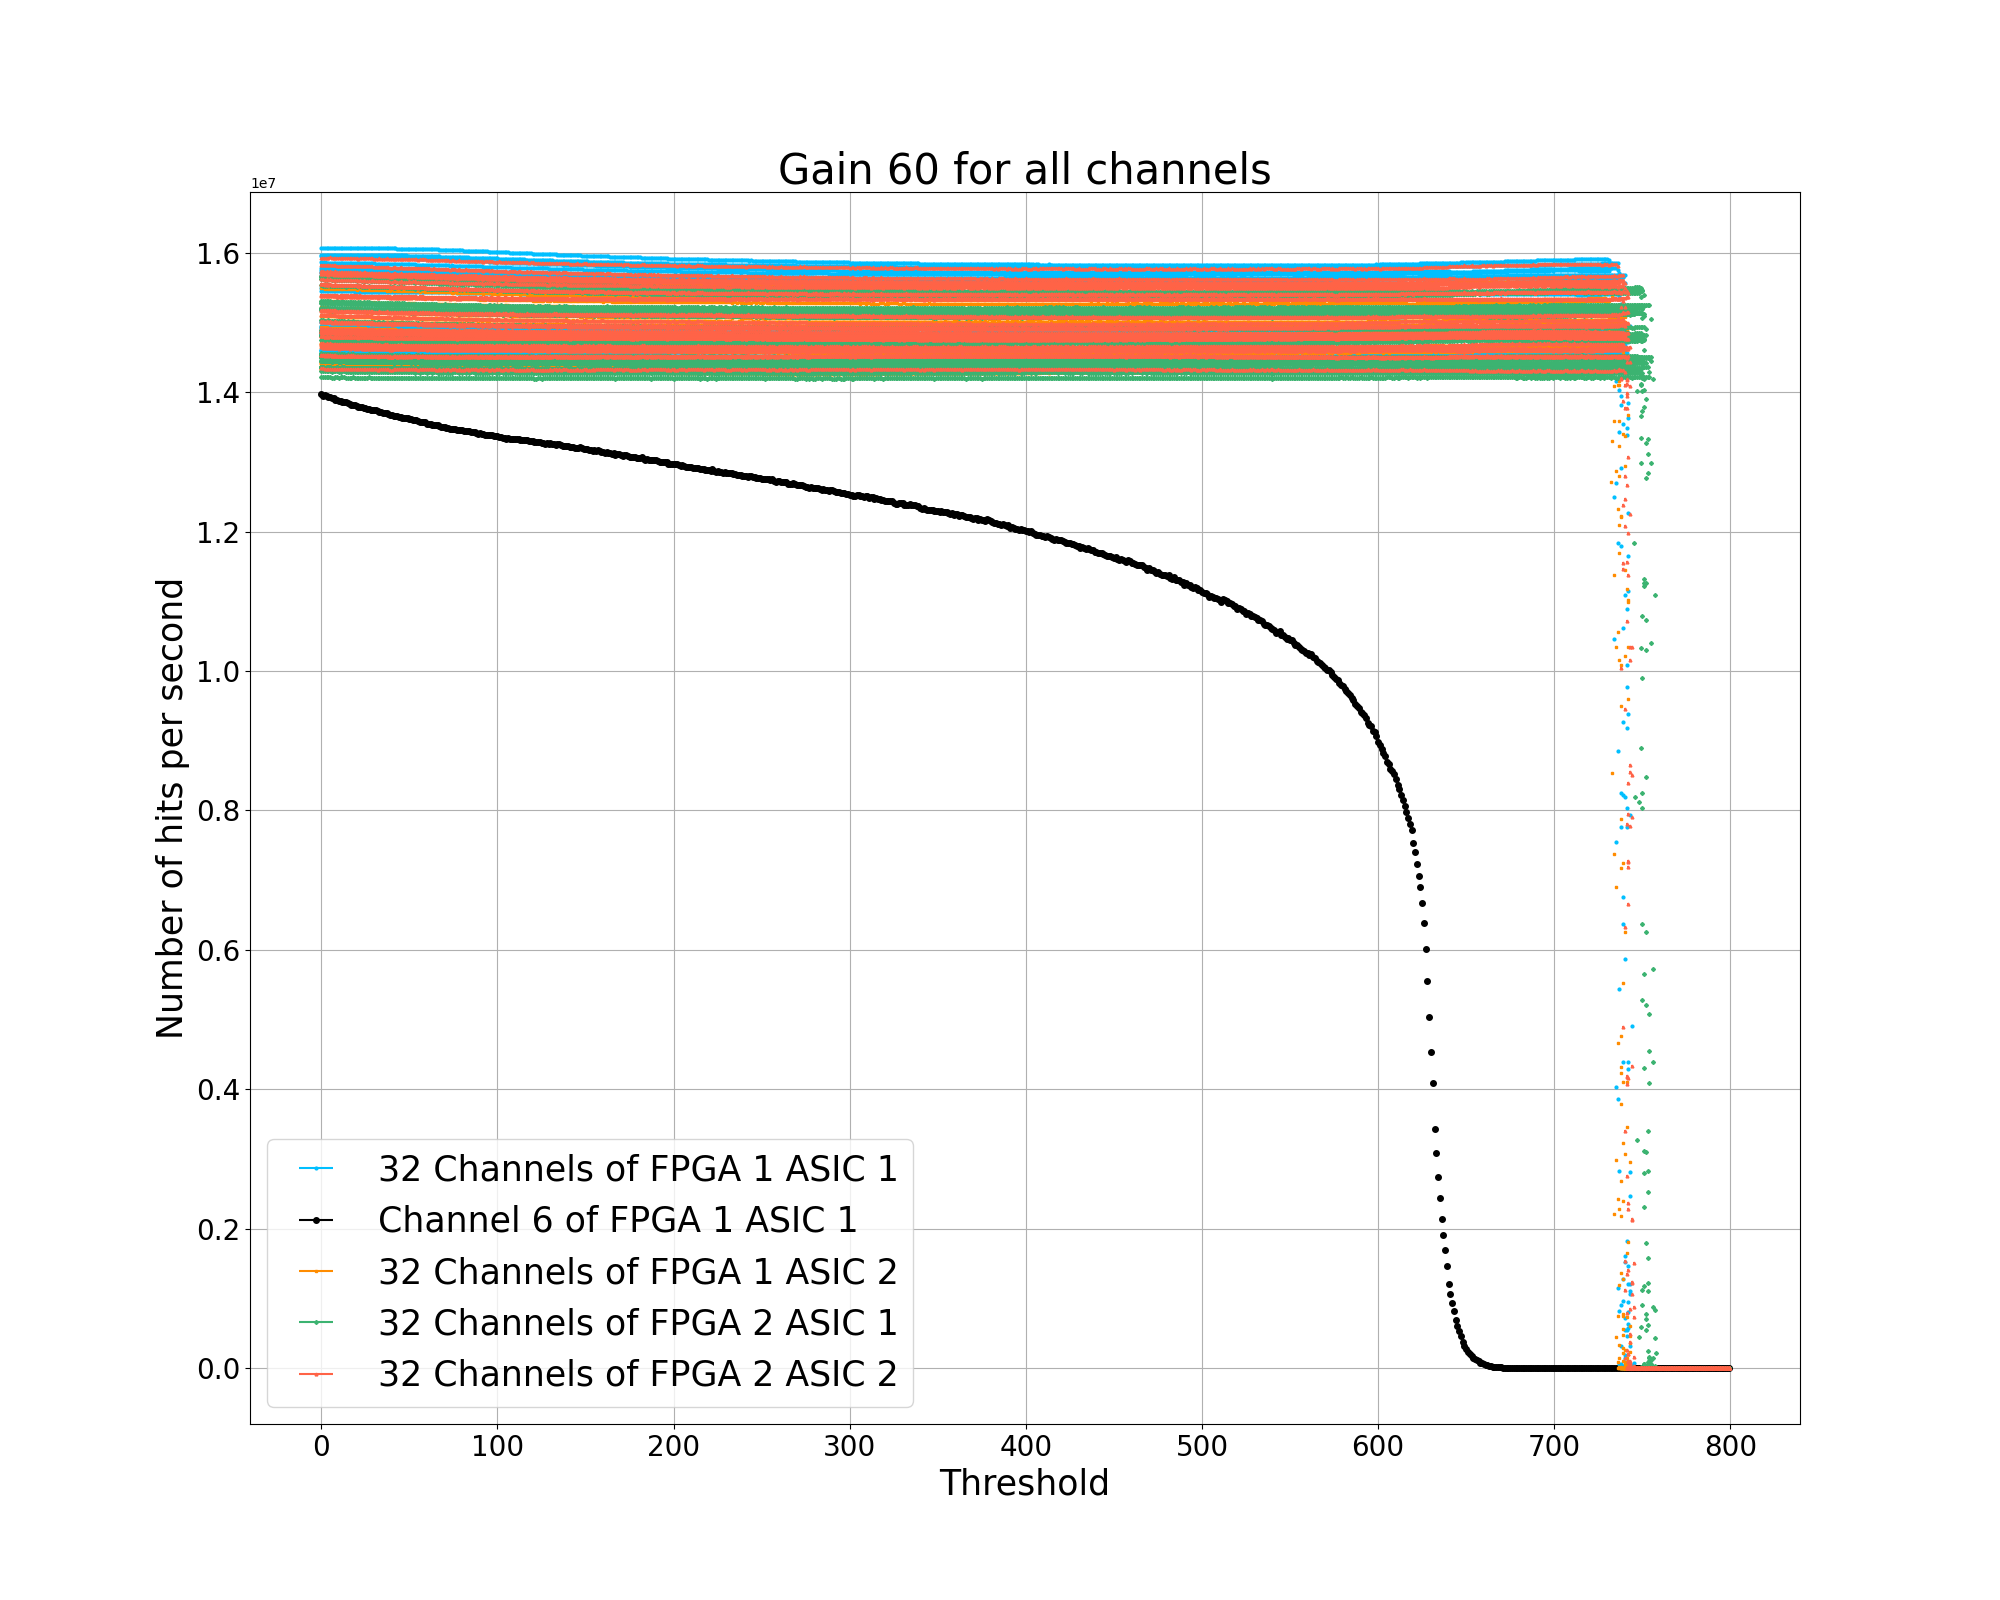 Gain 60 for all channels
1e7
1.6
1.4
1.2
1.0
0.8
0.6
0.4
0.2
0.0
Number of hits per second
32 Channels of FPGA 1 ASIC 1
Channel 6 of FPGA 1 ASIC 1
32 Channels of FPGA 1 ASIC 2
32 Channels of FPGA 2 ASIC 1
32 Channels of FPGA 2 ASIC 2
0 100 200 300 400 500 600 700 800
Threshold